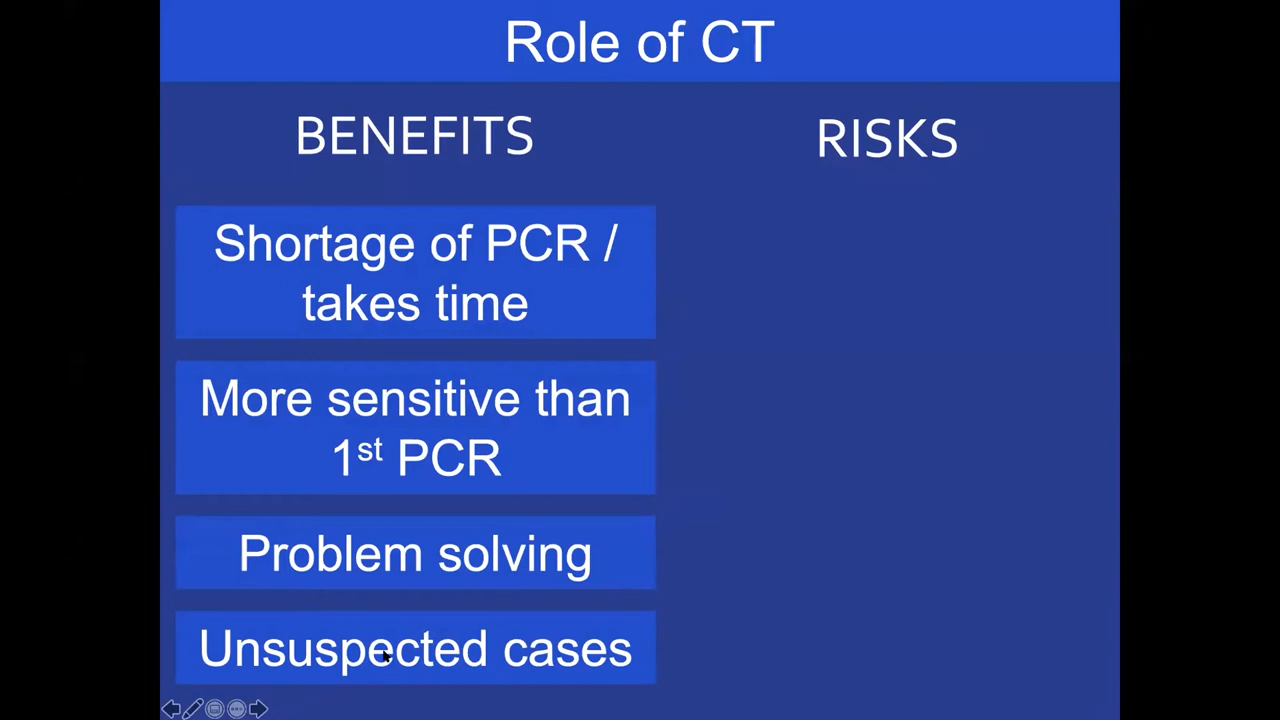 Role of CT
BENEFITS
RISKS
Shortage of PCR /
takes time
More sensitive than
1st PCR
Problem solving
Unsuspected cases